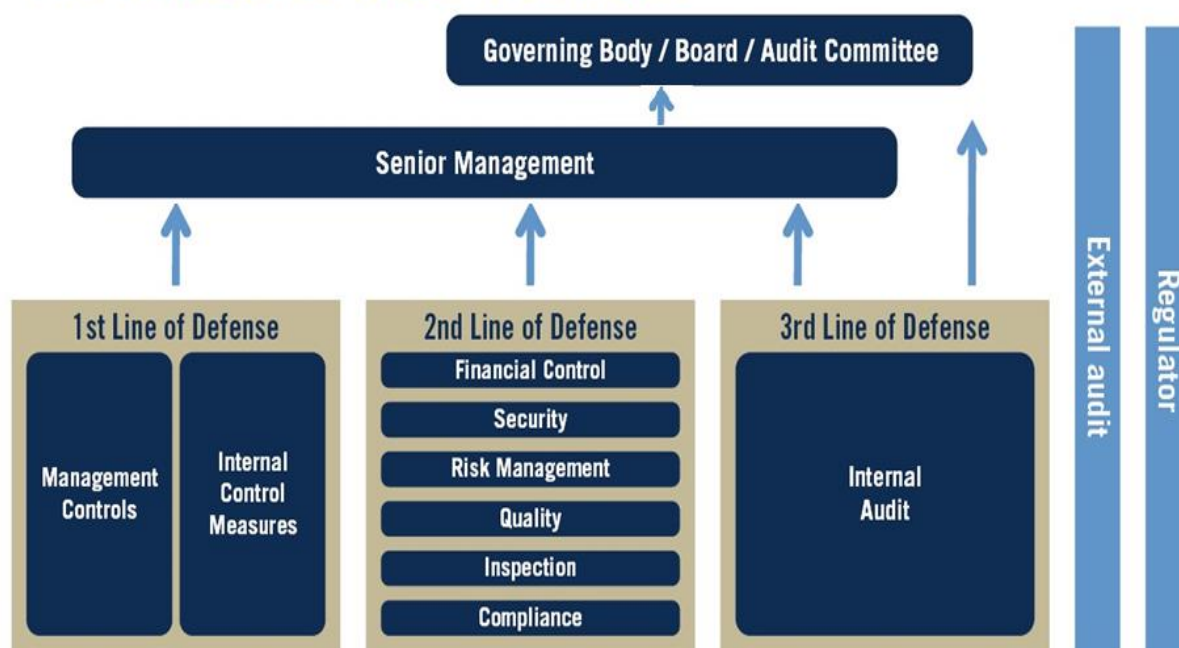 Governing Body / Board / Audit Committee
Senior Management
1st Line of Defense
Management
Controls
Internal
Control
Measures
2nd Line of Defense
Financial Control
Security
Risk Management
Quality
Inspection
Compliance
3rd Line of Defense
Internal
Audit
External audit
Regulator